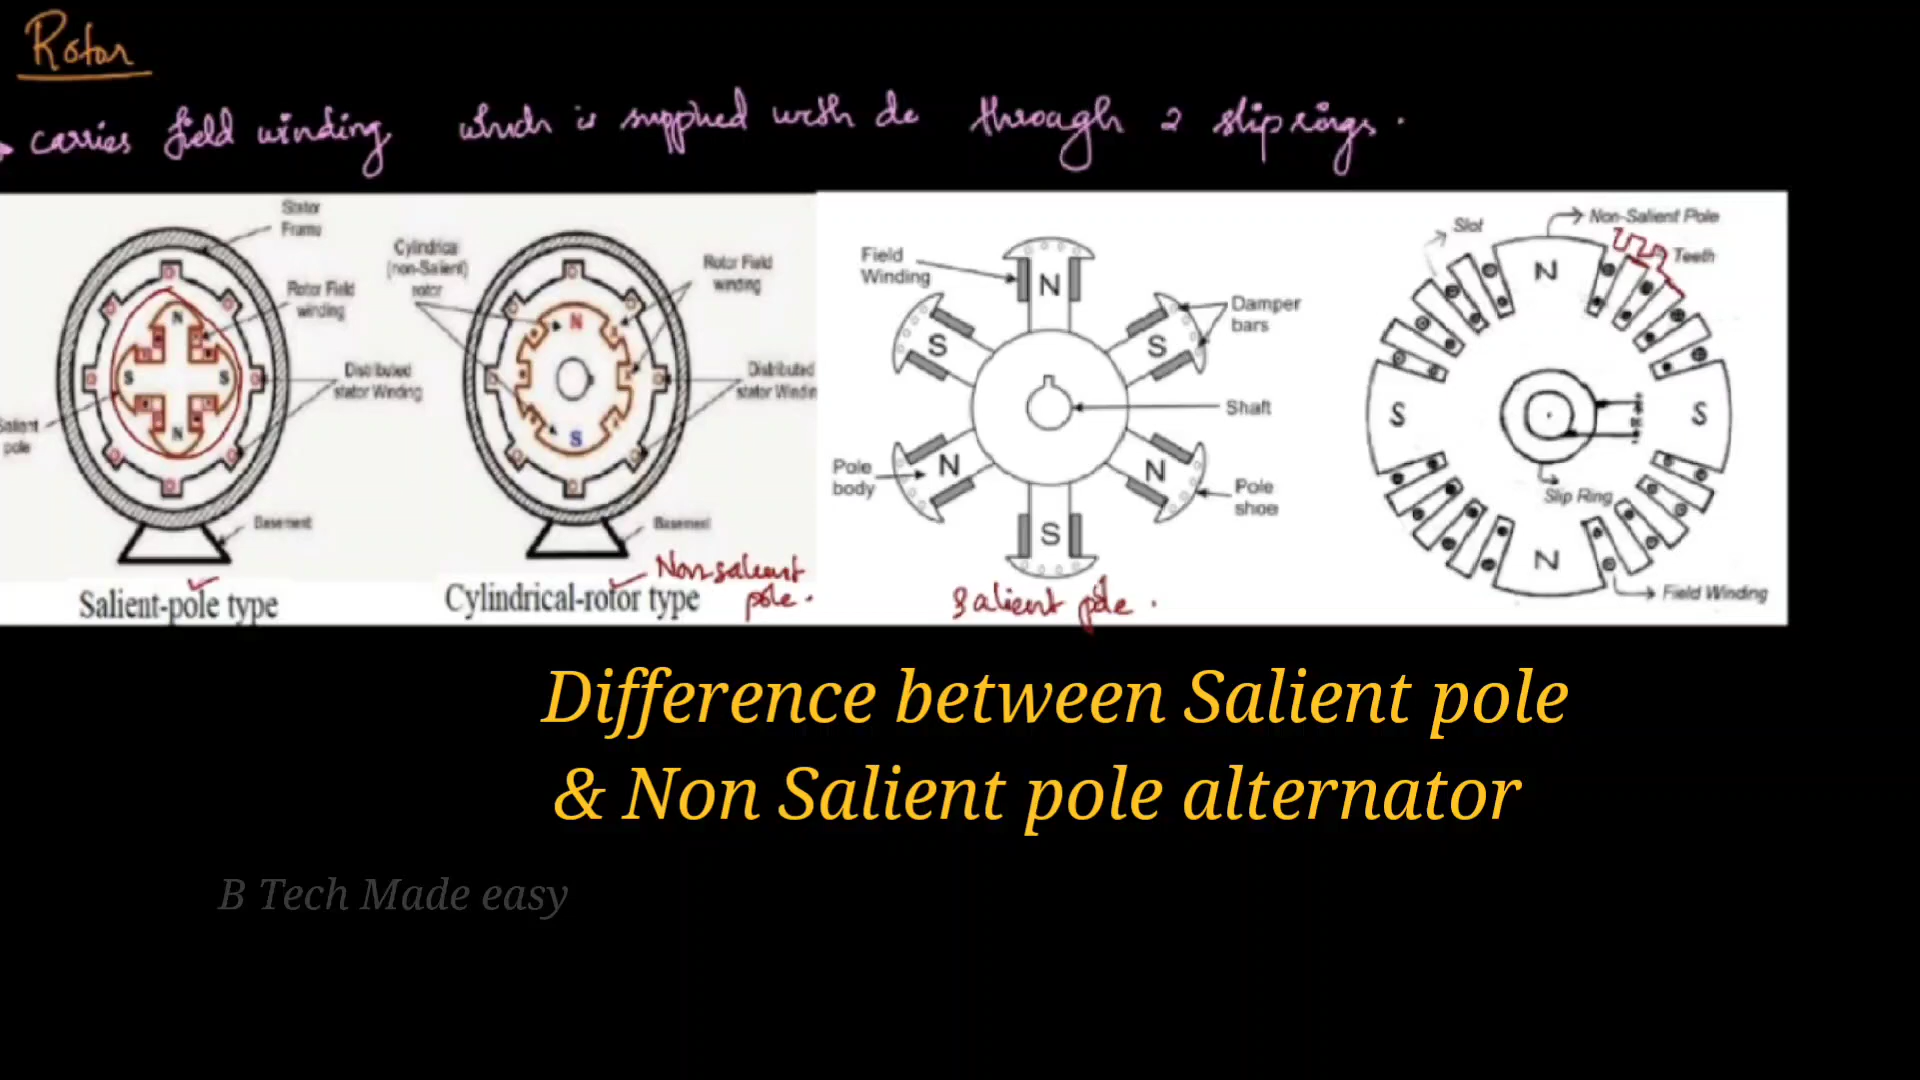 Rotor
carries field winding which is supplied with dc through 2 slip rings.
Stator
Frame
Rotor Field
winding
Distributed
stator Winding
Salient
pole
N
S
S
N
Basement
Salient-pole type
Cylindrical
(non-Salient)
rotor
Rotor Field
winding
N
S
Distributed
stator Windin
Basement
Cylindrical-rotor type
Non salient
pole.
Field
Winding
N
S
S
Damper
bars
Shaft
Pole
body
N
N
Pole
shoe
S
Salient pole.
Slot
Non-Salient Pole
Teeth
N
S
S
Slip Ring
N
Field Winding
Difference between Salient pole
& Non Salient pole alternator
B Tech Made easy